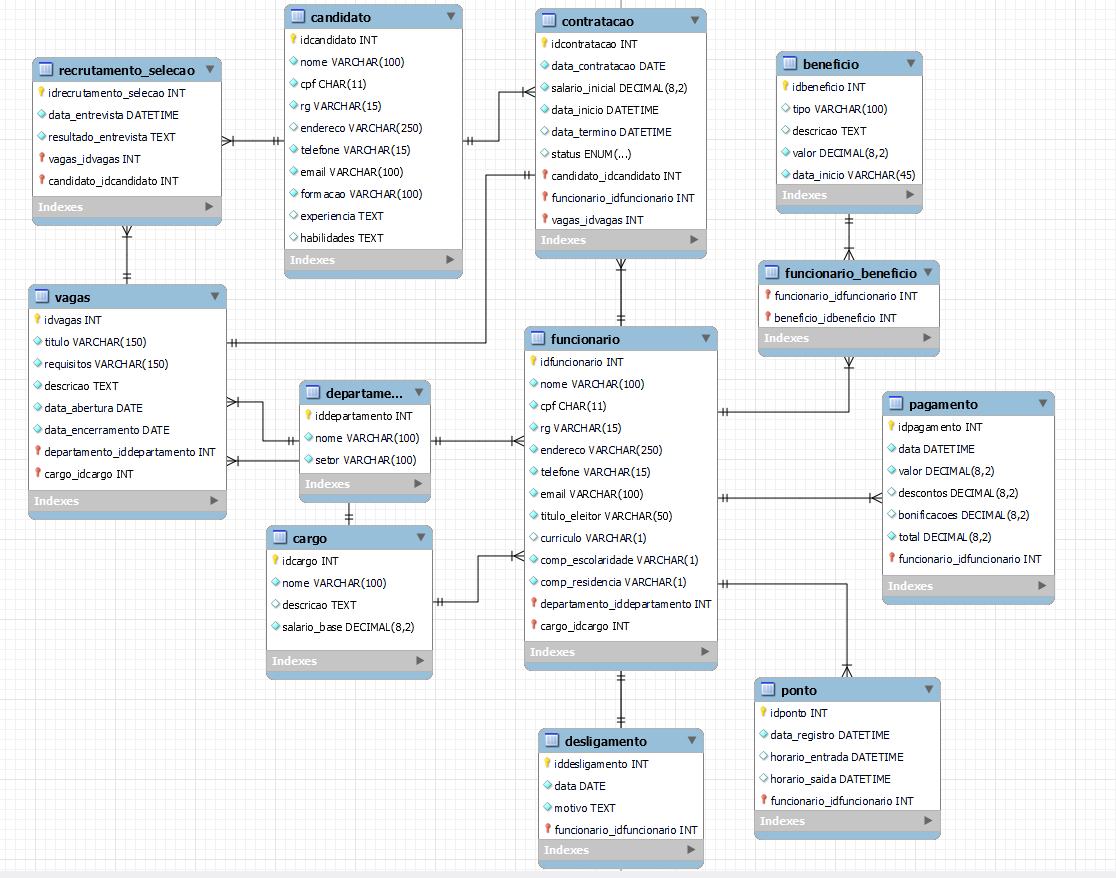 recrutamento_selecao
idrecrutamento_selecao INT
data_entrevista DATETIME
resultado_entrevista TEXT
vagas_idvagas INT
candidato_idcandidato INT
Indexes
candidato
idcandidato INT
nome VARCHAR(100)
cpf CHAR(11)
rg VARCHAR(15)
endereco VARCHAR(250)
telefone VARCHAR(15)
email VARCHAR(100)
formacao VARCHAR(100)
experiencia TEXT
habilidades TEXT
Indexes
contratacao
idcontratacao INT
data_contratacao DATE
salario_inicial DECIMAL(8,2)
data_inicio DATETIME
data_termino DATETIME
status ENUM(...)
candidato_idcandidato INT
funcionario_idfuncionario INT
vagas_idvagas INT
Indexes
beneficio
idbeneficio INT
tipo VARCHAR(100)
descricao TEXT
valor DECIMAL(8,2)
data_inicio VARCHAR(45)
Indexes
funcionario_beneficio
funcionario_idfuncionario INT
beneficio_idbeneficio INT
Indexes
vagas
idvagas INT
titulo VARCHAR(150)
requisitos VARCHAR(150)
descricao TEXT
data_abertura DATE
data_encerramento DATE
departamento_iddepartamento INT
cargo_idcargo INT
Indexes
departame...
iddepartamento INT
nome VARCHAR(100)
setor VARCHAR(100)
Indexes
cargo
idcargo INT
nome VARCHAR(100)
descricao TEXT
salario_base DECIMAL(8,2)
Indexes
funcionario
idfuncionario INT
nome VARCHAR(100)
cpf CHAR(11)
rg VARCHAR(15)
endereco VARCHAR(250)
telefone VARCHAR(15)
email VARCHAR(100)
titulo_eleitor VARCHAR(50)
curriculo VARCHAR(1)
comp_escolaridade VARCHAR(1)
comp_residencia VARCHAR(1)
departamento_iddepartamento INT
cargo_idcargo INT
Indexes
pagamento
idpagamento INT
data DATETIME
valor DECIMAL(8,2)
descontos DECIMAL(8,2)
bonificacoes DECIMAL(8,2)
total DECIMAL(8,2)
funcionario_idfuncionario INT
Indexes
desligamento
iddesligamento INT
data DATE
motivo TEXT
funcionario_idfuncionario INT
Indexes
ponto
idponto INT
data_registro DATETIME
horario_entrada DATETIME
horario_saida DATETIME
funcionario_idfuncionario INT
Indexes